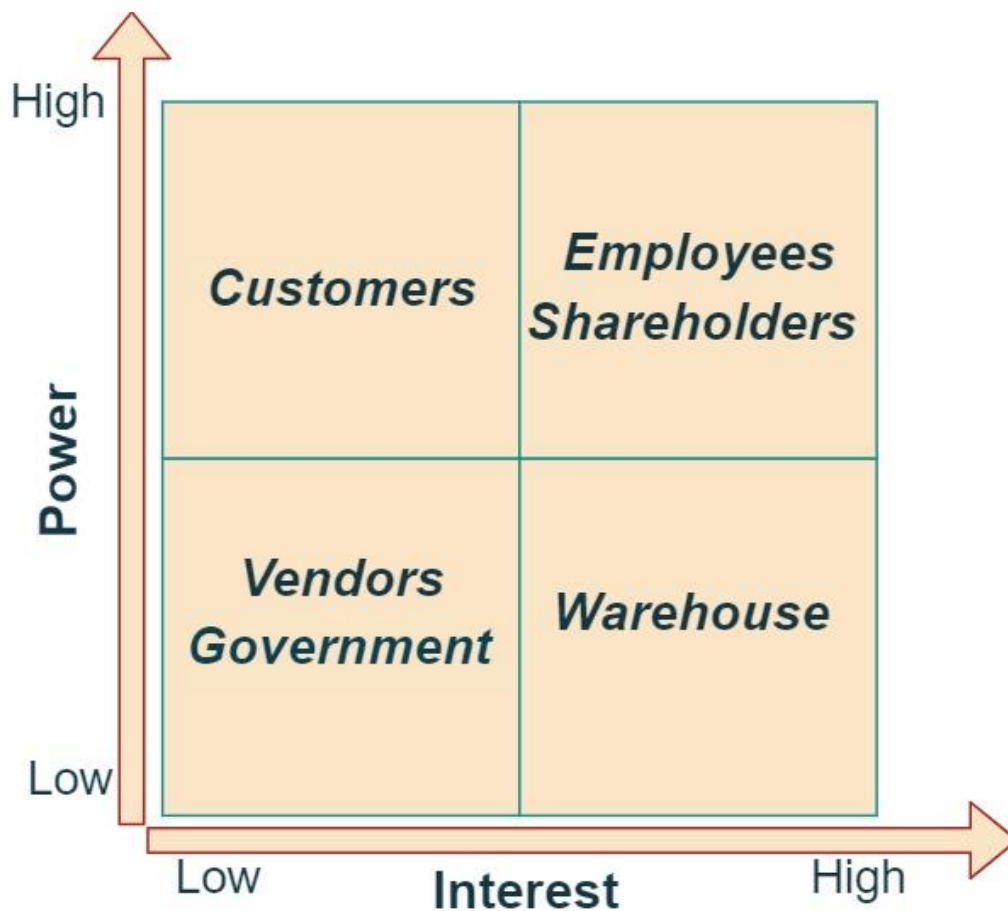 High
Customers
Employees
Shareholders
Power
Vendors
Government
Warehouse
Low
Low
Interest
High